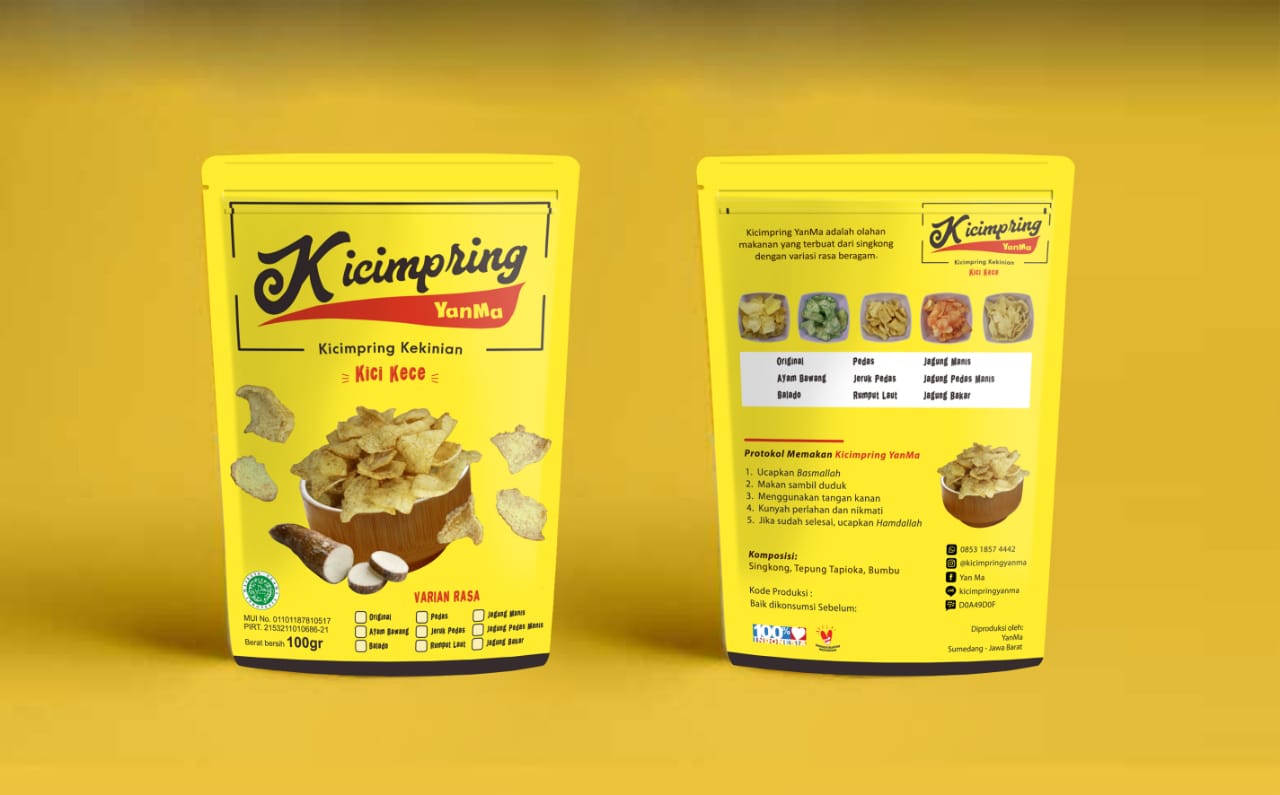 Kicimpring
YanMa
Kicimpring Kekinian
Kici Kece
VARIAN RASA
Original
Pedas
Jagung Manis
Ayam Bawang
Jeruk Pedas
Jagung Pedas Manis
Balado
Rumput Laut
Jagung Bakar
MUI No. 01101187810517
PIRT. 2153211010686-21
Berat bersih 100gr
Kicimpring YanMa adalah olahan
makanan yang terbuat dari singkong
dengan variasi rasa beragam.
Kicimpring
YanMa
Kicimpring Kekinian
Kici Kece
Original
Pedas
Jagung Manis
Ayam Bawang
Jeruk Pedas
Jagung Pedas Manis
Balado
Rumput Laut
Jagung Bakar
Protokol Memakan Kicimpring YanMa
1. Ucapkan Basmallah
2. Makan sambil duduk
3. Menggunakan tangan kanan
4. Kunyah perlahan dan nikmati
5. Jika sudah selesai, ucapkan Hamdallah
Komposisi:
Singkong, Tepung Tapioka, Bumbu
Kode Produksi :
Baik dikonsumsi Sebelum:
0853 1857 4442
@kicimpringyanma
Yan Ma
kicimpringyanma
D0A49D0F
100%
INDONESIA
Diproduksi oleh:
YanMa
Sumedang - Jawa Barat